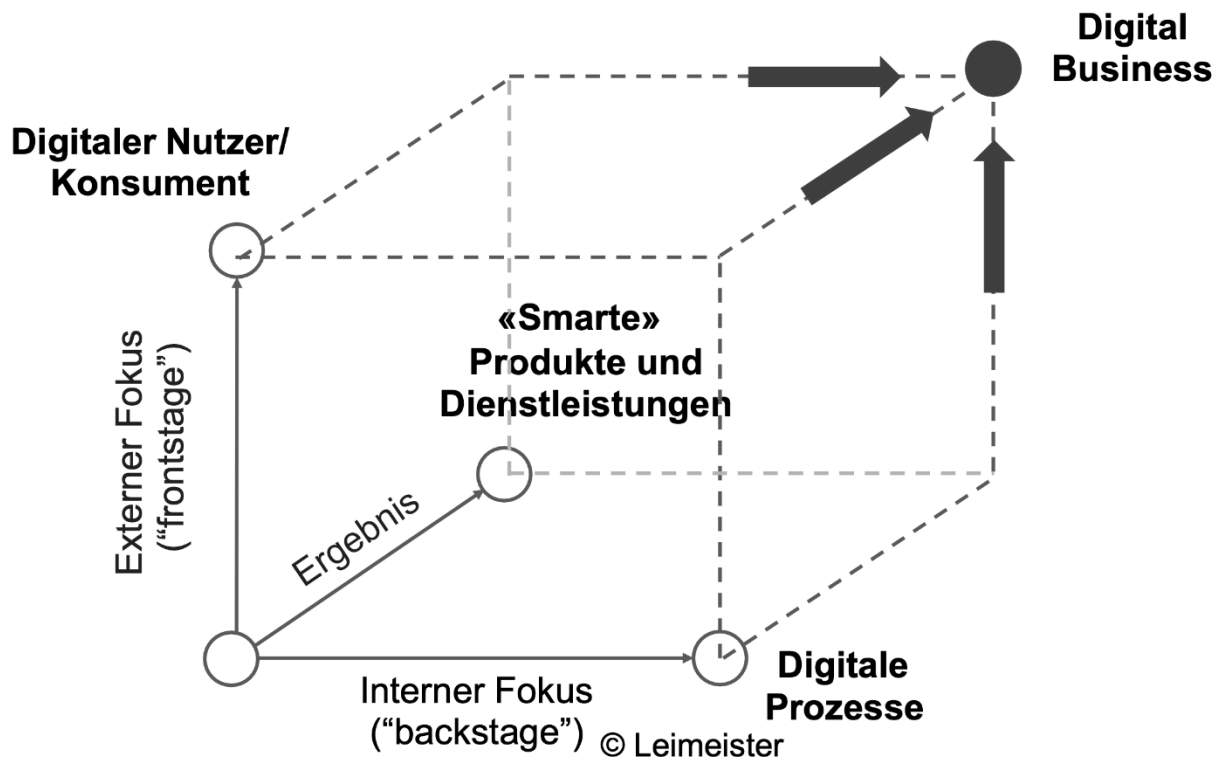 Digital
Business
Digitaler Nutzer/
Konsument
«Smarte»
Produkte und
Dienstleistungen
Externer Fokus
(“frontstage”)
Ergebnis
Interner Fokus
(“backstage”)
Digitale
Prozesse
© Leimeister